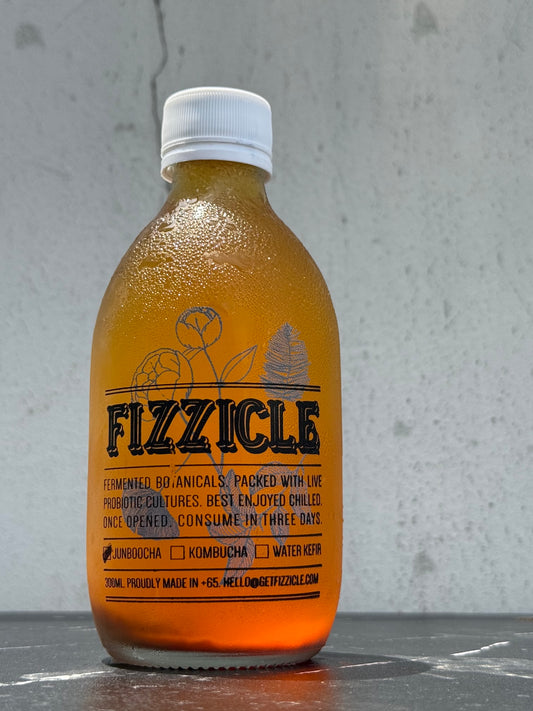 FIZZICLE
FERMENTED BOTANICALS. PACKED WITH LIVE
PROBIOTIC CULTURES. BEST ENJOYED CHILLED.
ONCE OPENED, CONSUME IN THREE DAYS.
JUNBOOCHA KOMBUCHA WATER KEFIR
300ML PROUDLY MADE IN +65. HELLO@GETFIZZICLE.COM